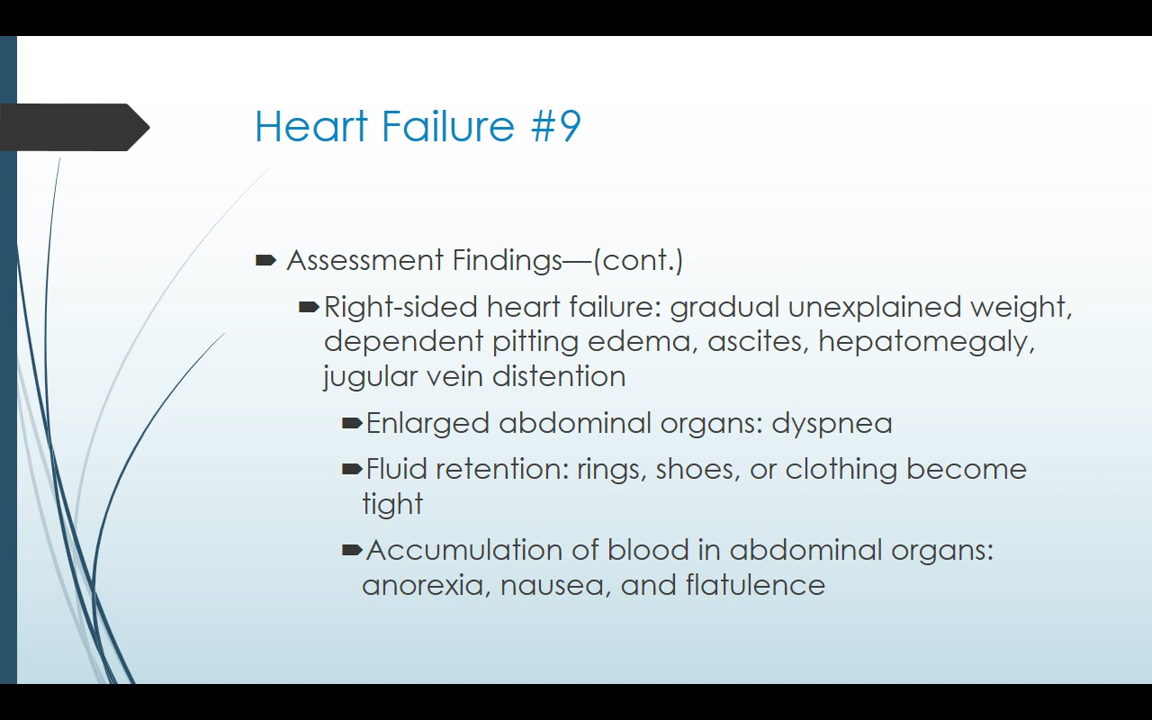 Heart Failure #9
Assessment Findings—(cont.)
Right-sided heart failure: gradual unexplained weight,
dependent pitting edema, ascites, hepatomegaly,
jugular vein distention
Enlarged abdominal organs: dyspnea
Fluid retention: rings, shoes, or clothing become
tight
Accumulation of blood in abdominal organs:
anorexia, nausea, and flatulence